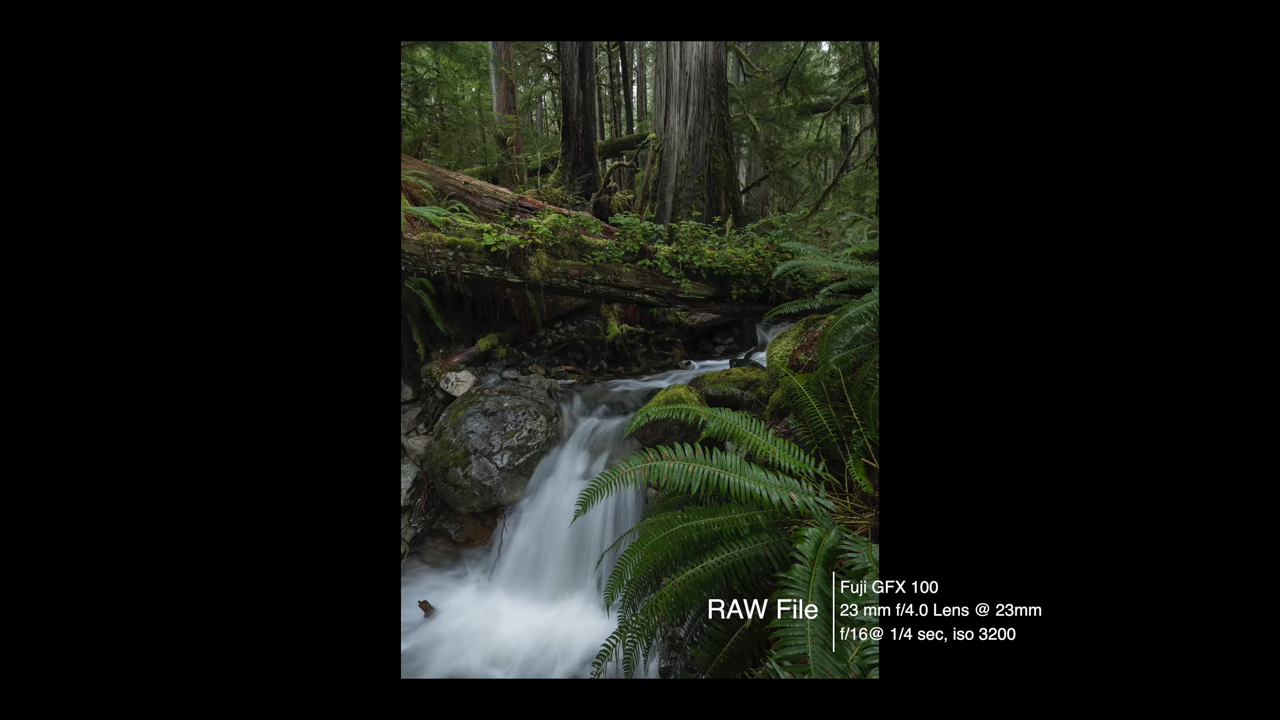 RAW File
Fuji GFX 100
23 mm f/4.0 Lens @ 23mm
f/16@ 1/4 sec, iso 3200